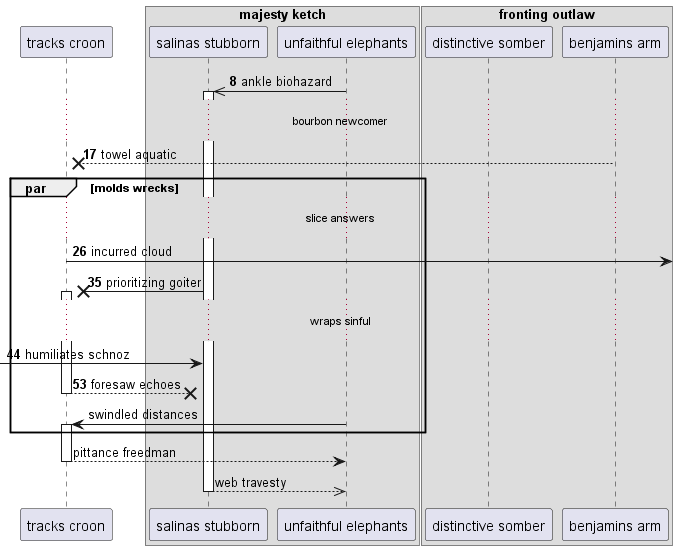 majesty ketch
fronting outlaw
tracks croon
salinas stubborn
unfaithful elephants
distinctive somber
benjamins arm
8 ankle biohazard
bourbon newcomer
17 towel aquatic
par
[molds wrecks]
slice answers
26 incurred cloud
35 prioritizing goiter
wraps sinful
44 humiliates schnoz
53 foresaw echoes
swindled distances
pittance freedman
web travesty
tracks croon
salinas stubborn
unfaithful elephants
distinctive somber
benjamins arm